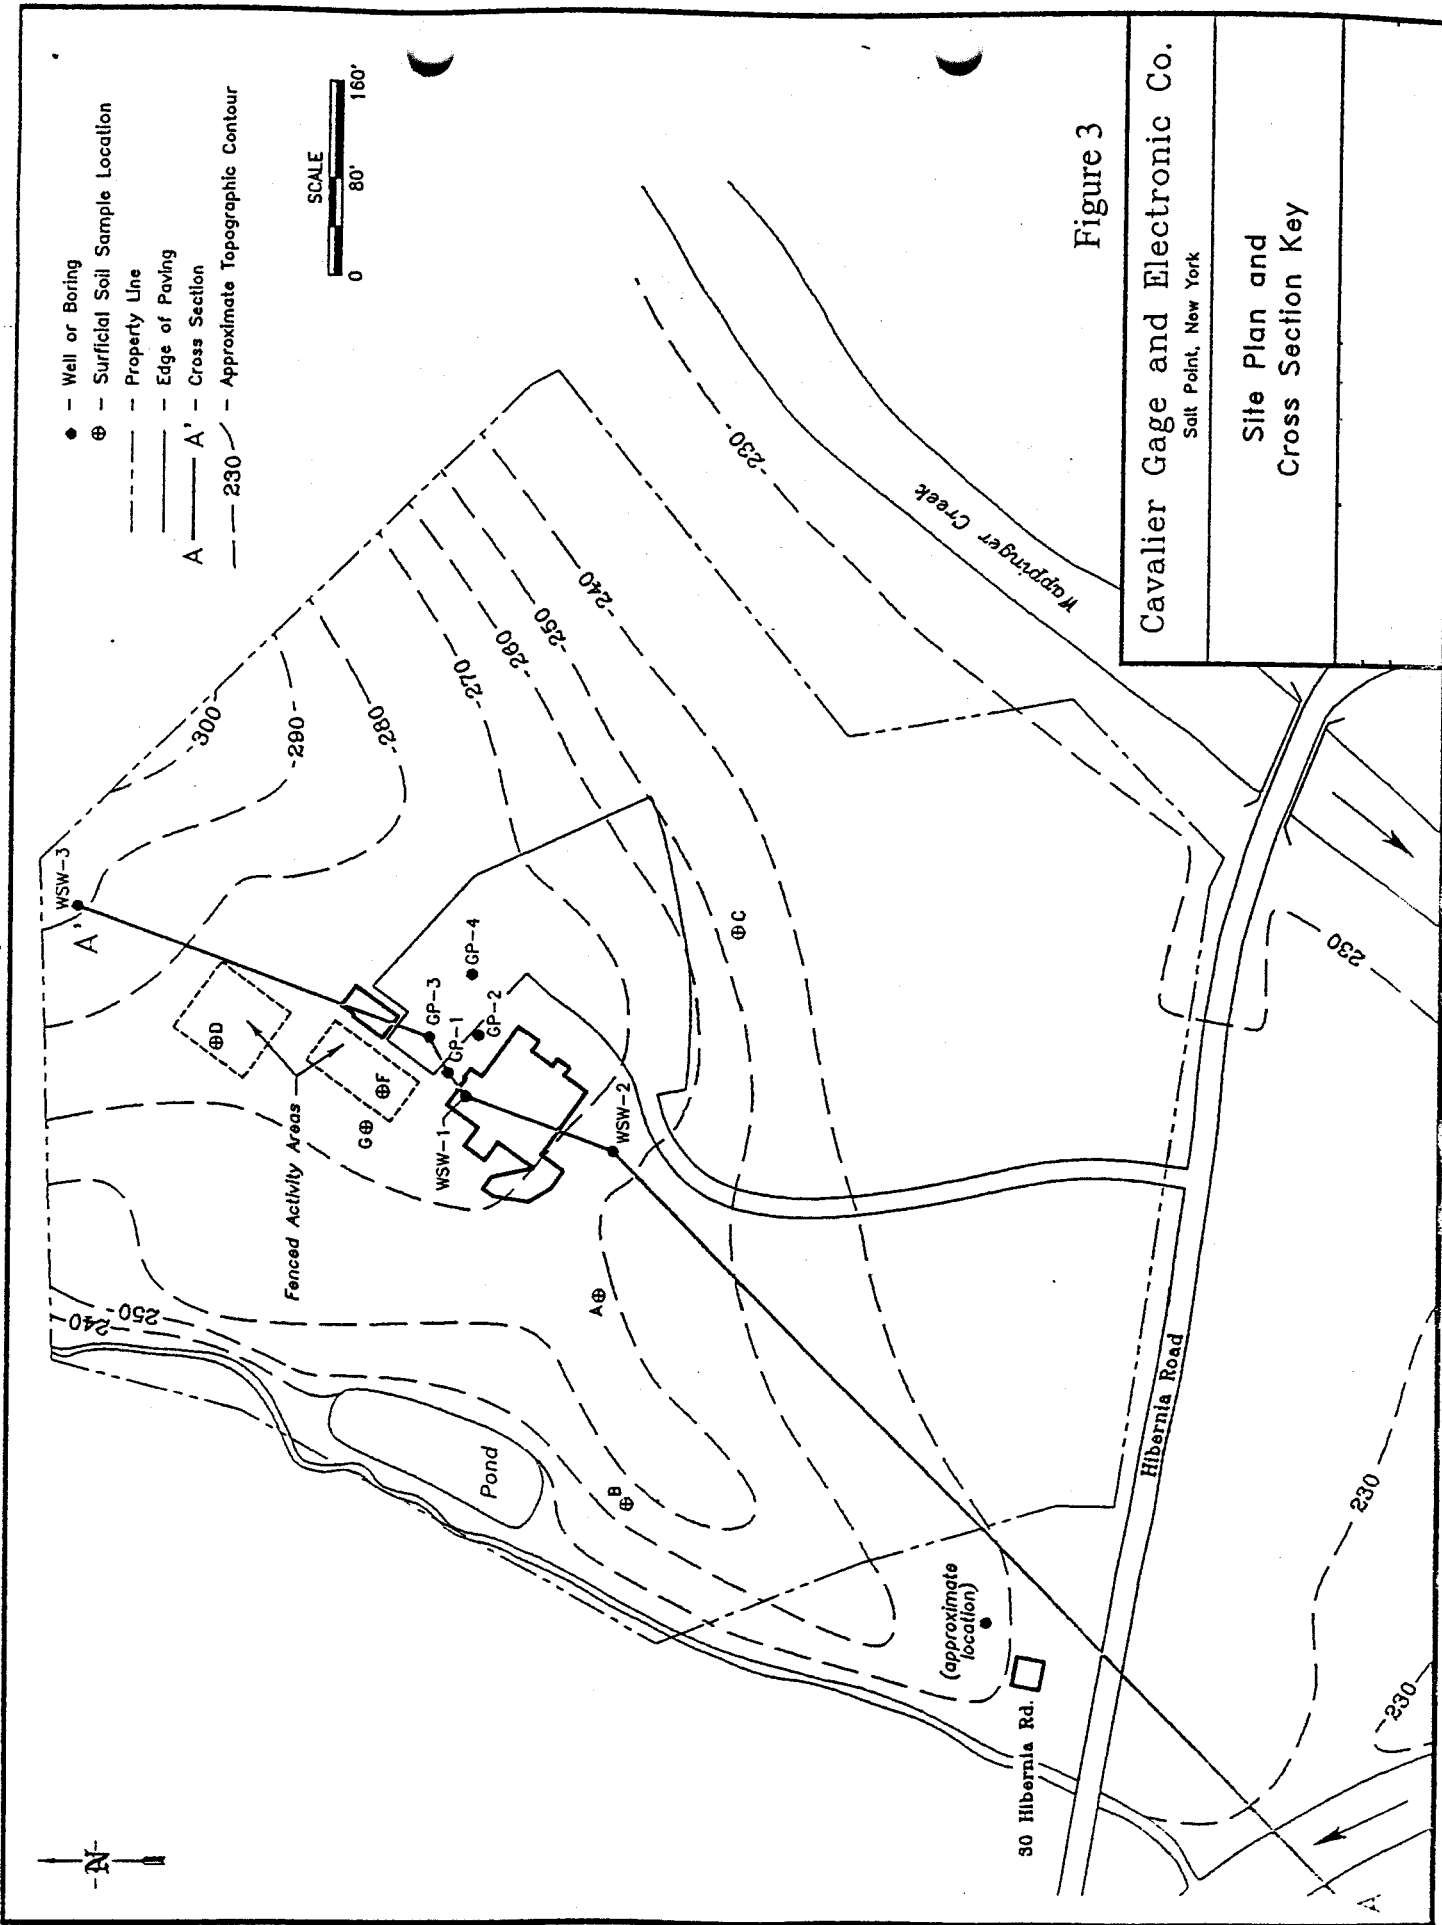 ● - Well or Boring
⊕ - Surficial Soil Sample Location
- Property Line
- Edge of Paving
A A' - Cross Section
230 - Approximate Topographic Contour
SCALE
0 80' 160'
N
WSW-3
A'
300
290
280
270
260
250
240
230
D
Fenced Activity Areas
F
G
GP-3
GP-4
GP-1
GP-2
WSW-1
WSW-2
C
A
B
240
250
Pond
Wappinger Creek
(approximate
location)
30 Hibernia Rd.
Hibernia Road
230
230
230
A
Figure 3
Cavalier Gage and Electronic Co.
Salt Point, New York
Site Plan and
Cross Section Key